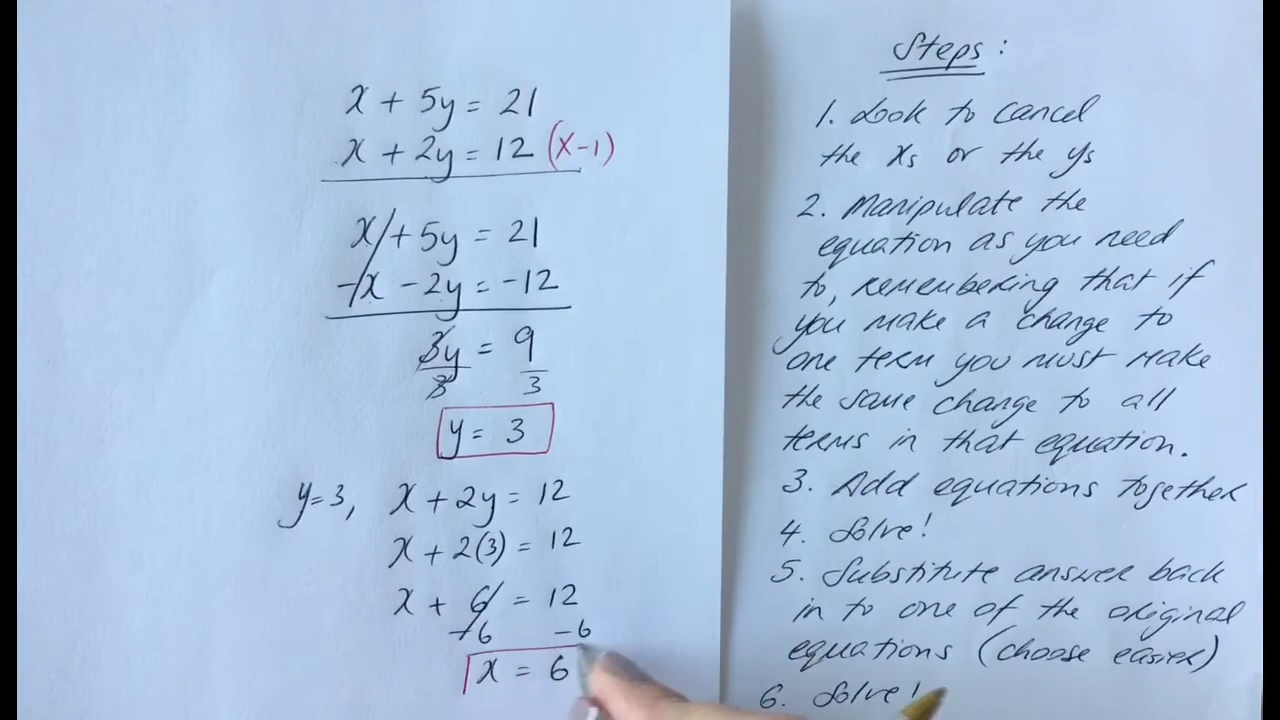 x + 5y = 21
x + 2y = 12 (x-1)
x + 5y = 21
-x - 2y = -12
3y = 9
3 3
y = 3
y=3, x + 2y = 12
x + 2(3) = 12
x + 6 = 12
-6 -6
x = 6
Steps:
1. Look to cancel
the xs or the ys
2. Manipulate the
equation as you need
to, remembering that if
you make a change to
one term you must make
the same change to all
terms in that equation.
3. Add equations together
4. Solve!
5. Substitute answer back
in to one of the original
equations (choose easier)
6. Solve!